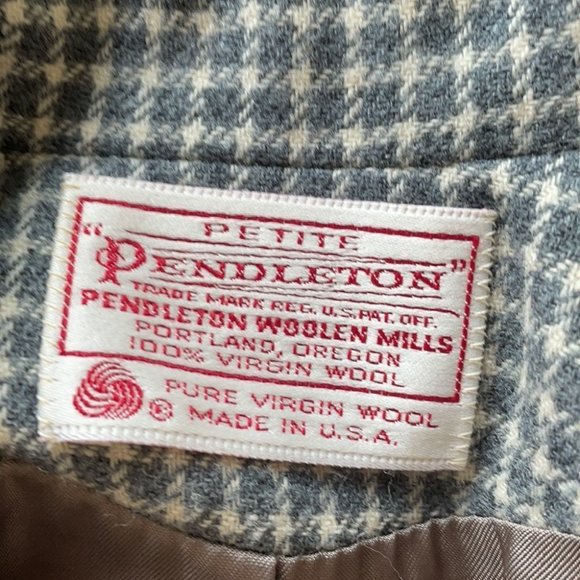 PETITE
"PENDLETON"
TRADE MARK REG. U.S. PAT. OFF.
PENDLETON WOOLEN MILLS
PORTLAND, OREGON
100% VIRGIN WOOL
® PURE VIRGIN WOOL
MADE IN U.S.A.